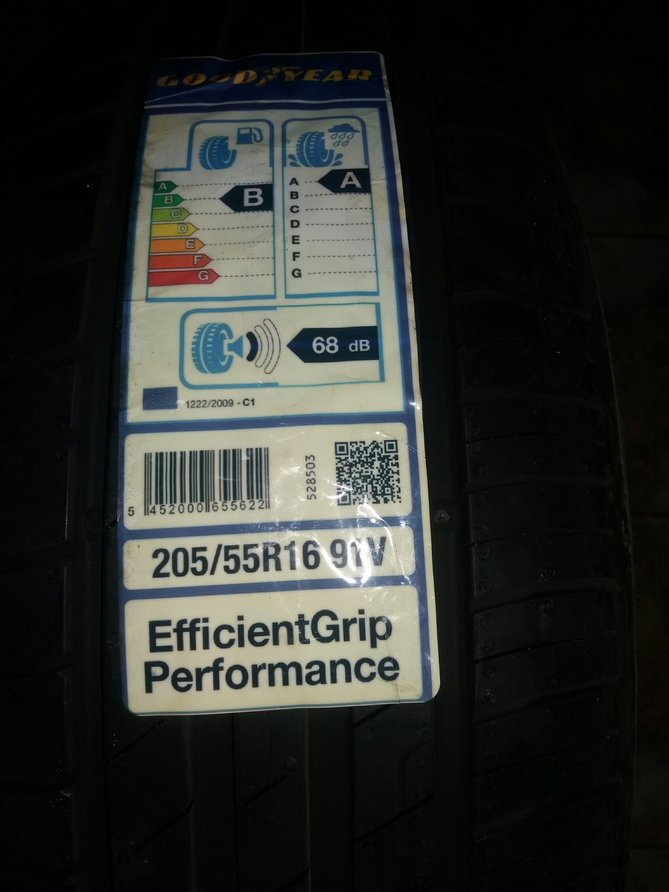 GOODYEAR
A
B
C
D
E
F
G
B
A
B
C
D
E
F
G
A
68 dB
1222/2009 - C1
5 452000 655622
528503
205/55R16 91V
EfficientGrip
Performance